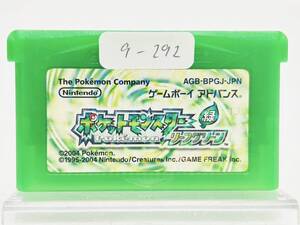 9-292
The Pokémon Company AGB-BPGJ-JPN
Nintendo ゲームボーイ アドバンス™
ポケットモンスター 緑
リーフグリーン
©2004 Pokémon.
©1995-2004 Nintendo/Creatures inc./GAME FREAK inc.